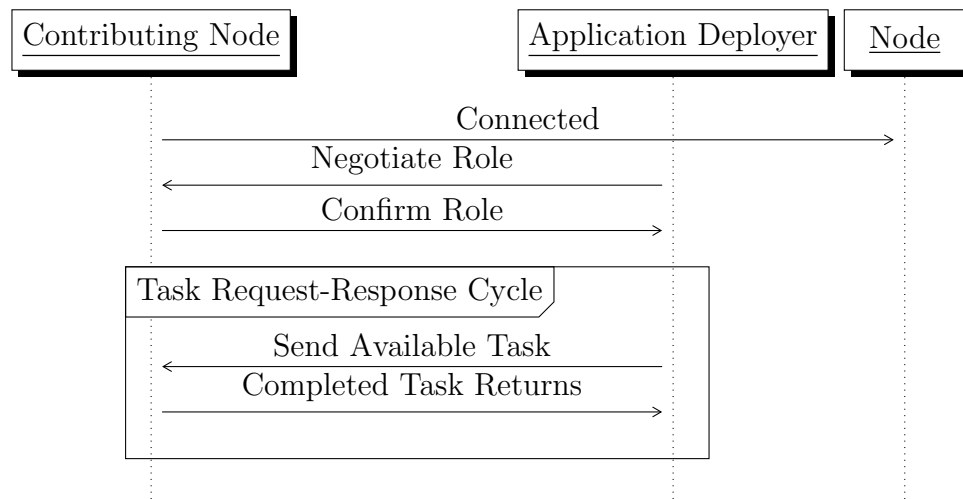 Contributing Node
Application Deployer
Node
Connected
Negotiate Role
Confirm Role
Task Request-Response Cycle
Send Available Task
Completed Task Returns